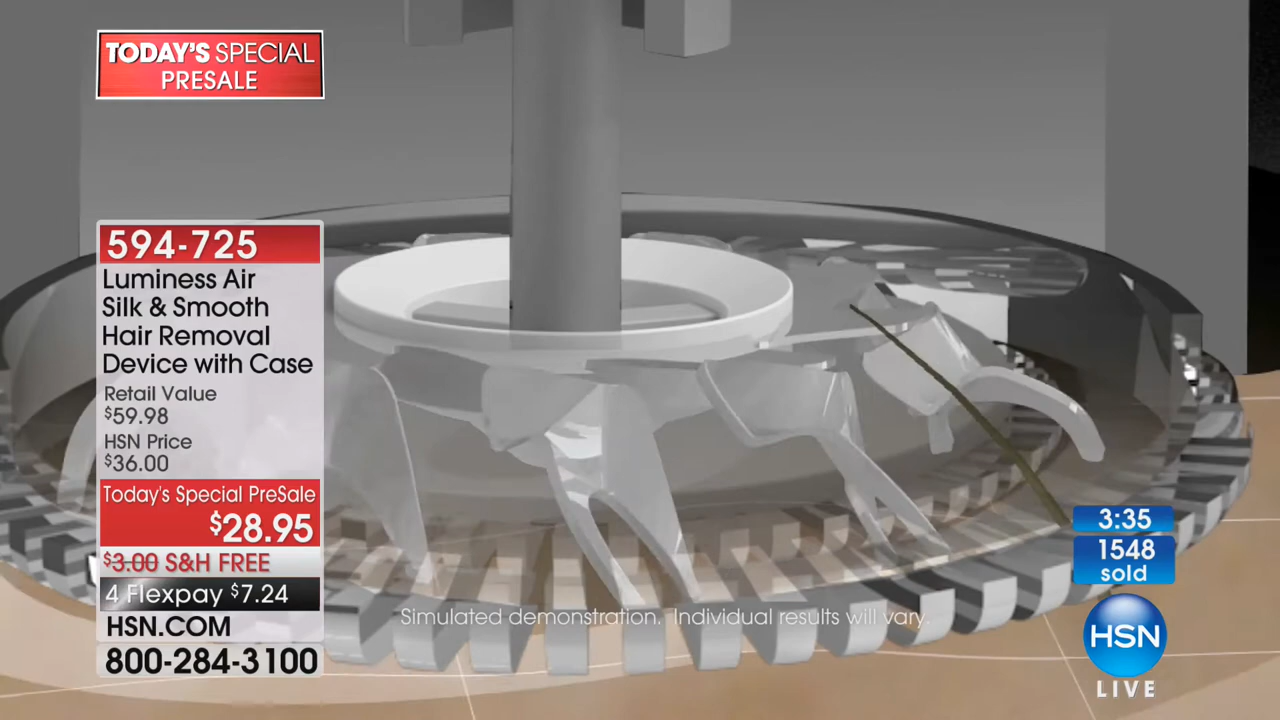 TODAY'S SPECIAL
PRESALE
594-725
Luminess Air
Silk & Smooth
Hair Removal
Device with Case
Retail Value
$59.98
HSN Price
$36.00
Today's Special PreSale
$28.95
$3.00 S&H FREE
4 Flexpay $7.24
HSN.COM
800-284-3100
Simulated demonstration. Individual results will vary.
3:35
1548
sold
HSN
LIVE